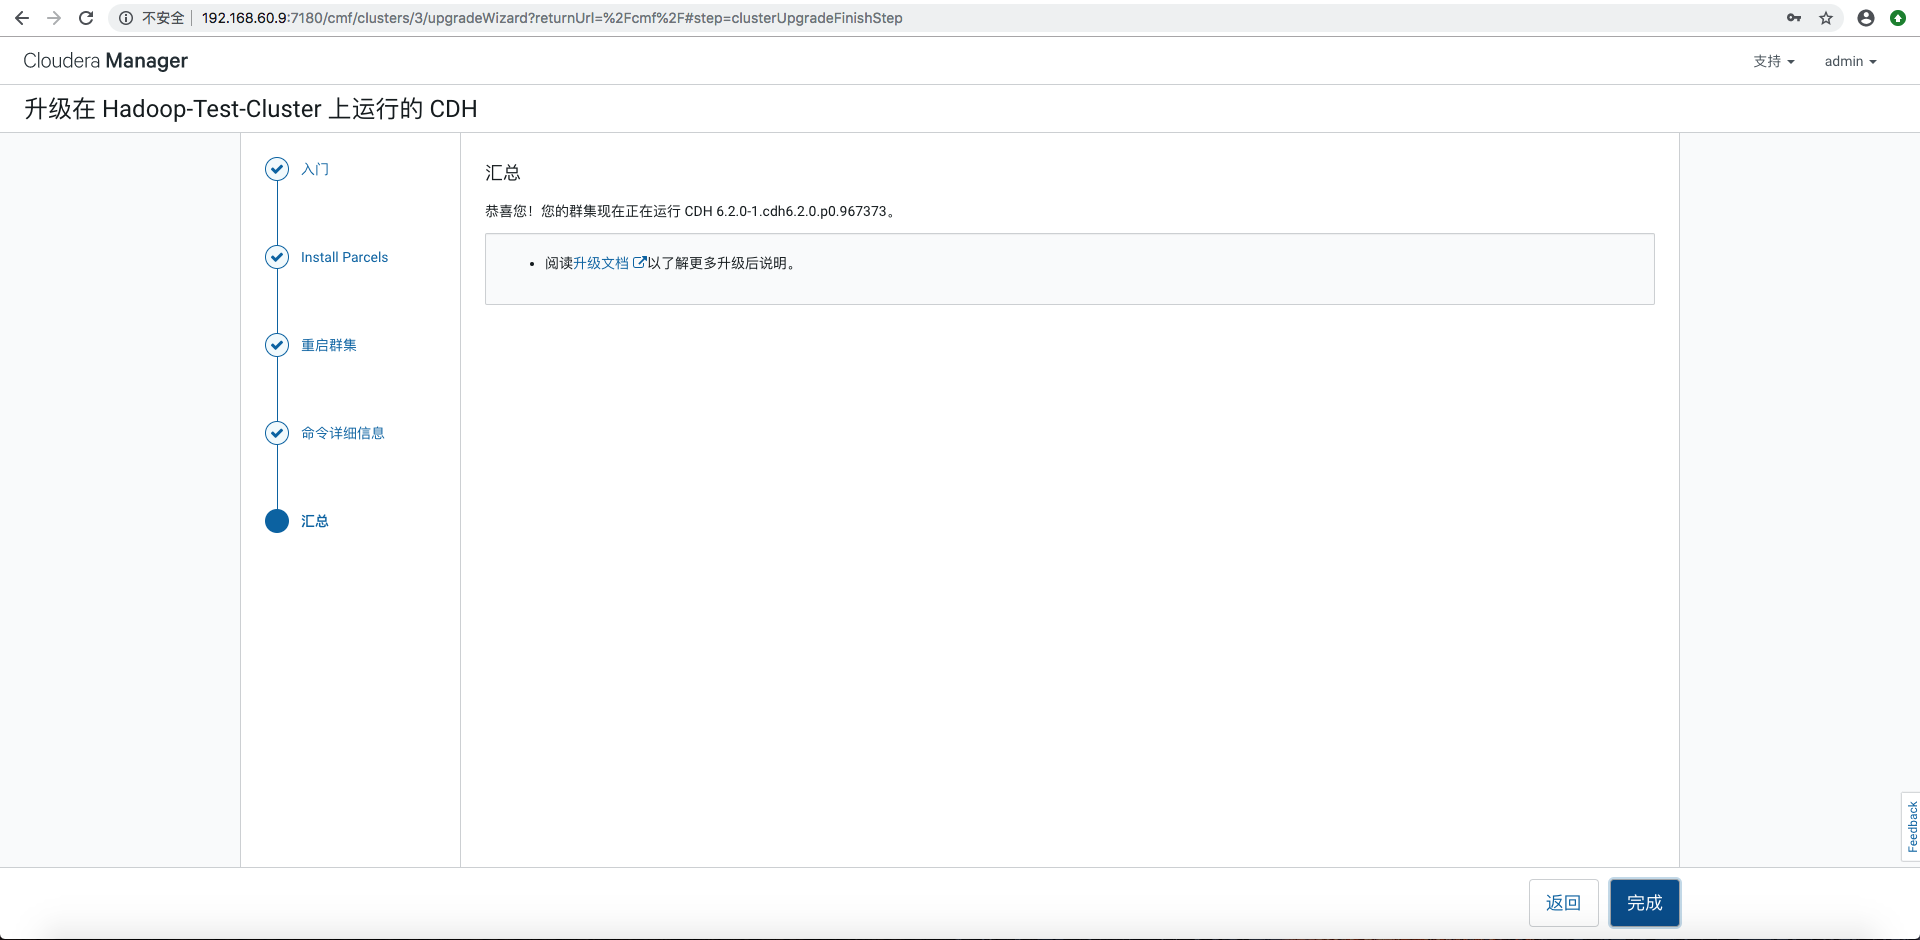 不安全 192.168.60.9:7180/cmf/clusters/3/upgradeWizard?returnUrl=%2Fcmf%2F#step=clusterUpgradeFinishStep
Cloudera Manager
支持
admin
升级在 Hadoop-Test-Cluster 上运行的 CDH
入门
Install Parcels
重启群集
命令详细信息
汇总
汇总
恭喜您！您的群集现在正在运行 CDH 6.2.0-1.cdh6.2.0.p0.967373。
• 阅读升级文档以了解更多升级后说明。
Feedback
返回
完成